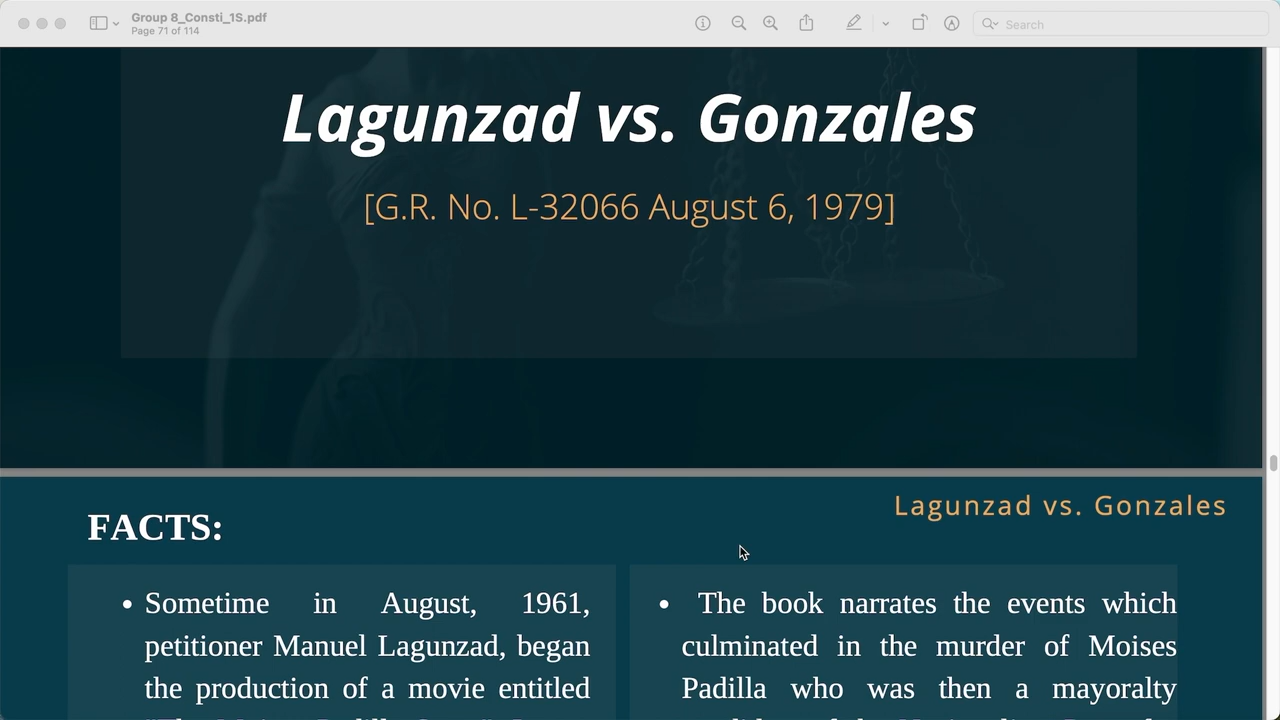 Group 8_Consti_1S.pdf
Page 71 of 114
Search
Lagunzad vs. Gonzales
[G.R. No. L-32066 August 6, 1979]
Lagunzad vs. Gonzales
FACTS:
• Sometime in August, 1961,
petitioner Manuel Lagunzad, began
the production of a movie entitled
• The book narrates the events which
culminated in the murder of Moises
Padilla who was then a mayoralty